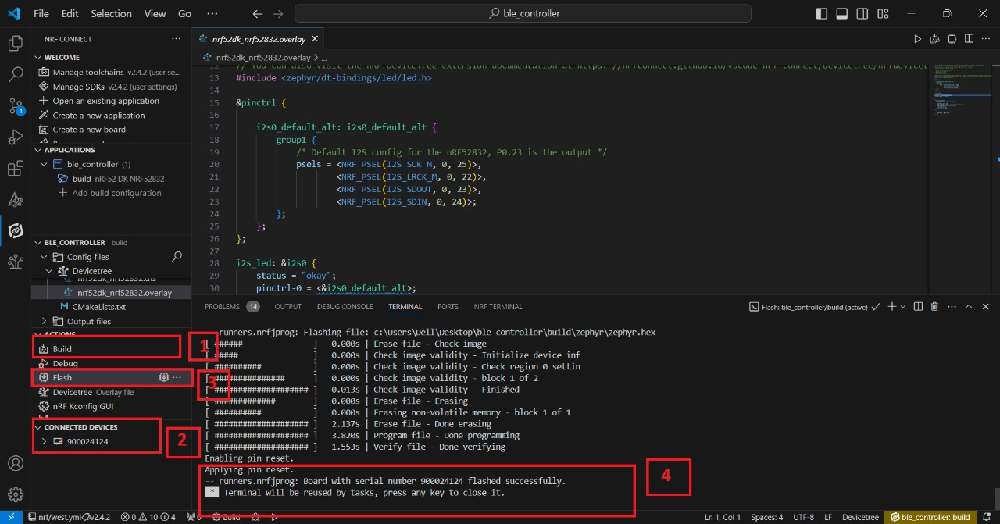 File Edit Selection View Go ··· ble_controller
NRF CONNECT ···
WELCOME
Manage toolchains v2.4.2 (user se...
Manage SDKs v2.4.2 (user settings)
Open an existing application
Create a new application
Create a new board
APPLICATIONS
ble_controller (1)
build nRF52 DK NRF52832
Add build configuration
BLE_CONTROLLER build
Config files
Devicetree
nrf52dk_nrf52832.dts
nrf52dk_nrf52832.overlay
CMakeLists.txt
Output files
ACTIONS
Build
Debug
Flash ···
Devicetree Overlay file
nRF Kconfig GUI
CONNECTED DEVICES
900024124
1
2
3
4
1
nrf52dk_nrf52832.overlay
nrf52dk_nrf52832.overlay > ...
12 // You can also visit the nRF DeviceTree extension documentation at https: //nrfconnect.github.io/vscode-nrf-connect/devicetree/nrfdevicet
13 #include <zephyr/dt-bindings/led/led.h>
14
15 &pinctrl {
16
17 i2s0_default_alt: i2s0_default_alt {
18 group1 {
19 /* Default I2S config for the nRF52832, P0.23 is the output */
20 psels = <NRF_PSEL(I2S_SCK_M, 0, 25)>,
21 <NRF_PSEL(I2S_LRCK_M, 0, 22)>,
22 <NRF_PSEL(I2S_SDOUT, 0, 23)>,
23 <NRF_PSEL(I2S_SDIN, 0, 24)>;
24 };
25 };
26 };
27
28 i2s_led: &i2s0 {
29 status = "okay";
30 pinctrl-0 = <&i2s0_default_alt>;
PROBLEMS 14 OUTPUT DEBUG CONSOLE TERMINAL PORTS NRF TERMINAL Flash: ble_controller/build (active)
runners.nrfjprog: Flashing file: c:\Users\Dell\Desktop\ble_controller\build\zephyr\zephyr.hex
[ ###### ] 0.000s | Erase file - Check image
[ ##### ] 0.000s | Check image validity - Initialize device inf
[ ########## ] 0.000s | Check image validity - Check region 0 settin
[ ############### ] 0.000s | Check image validity - block 1 of 2
[ #################### ] 0.013s | Check image validity - Finished
[ ############# ] 0.000s | Erase file - Erasing
[ ########## ] 0.000s | Erasing non-volatile memory - block 1 of 1
[ #################### ] 2.137s | Erase file - Done erasing
[ #################### ] 3.820s | Program file - Done programming
[ #################### ] 1.553s | Verify file - Done verifying
Enabling pin reset.
Applying pin reset.
-- runners.nrfjprog: Board with serial number 900024124 flashed successfully.
* Terminal will be reused by tasks, press any key to close it.
nrf/west.yml v2.4.2 0 10 4 0 Build Ln 1, Col 1 Spaces: 4 UTF-8 LF Devicetree ble_controller: build